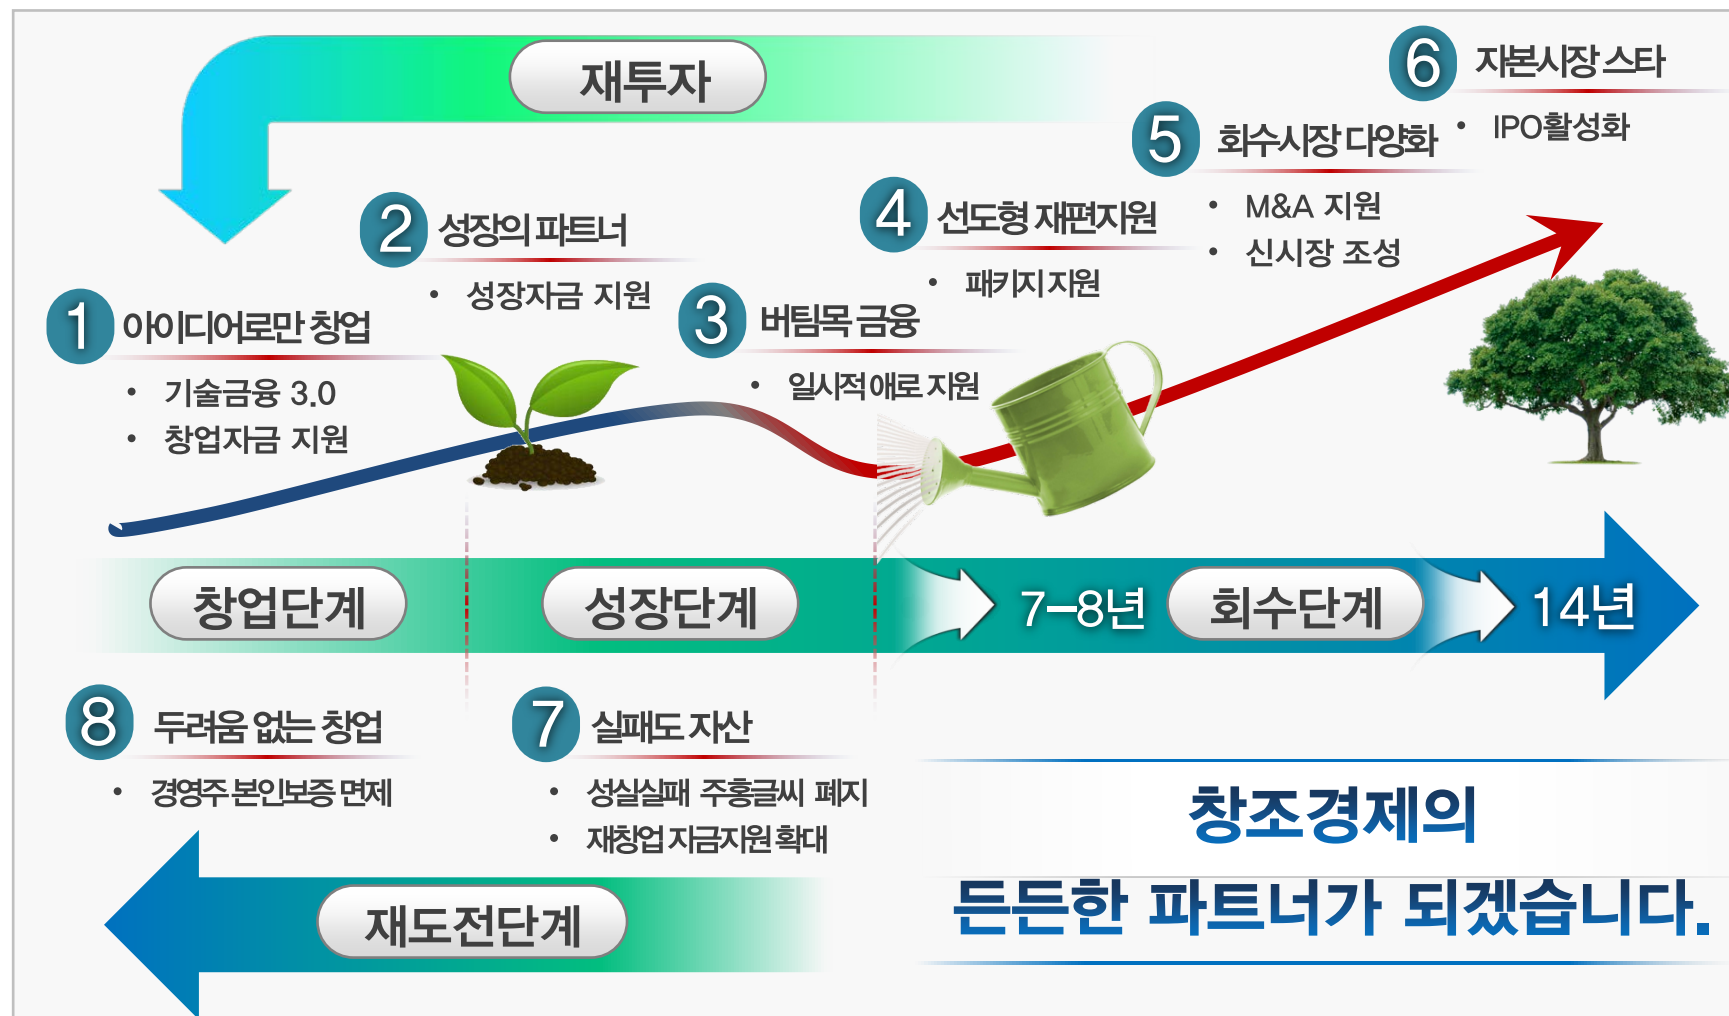 재투자
1 아이디어로만 창업
• 기술금융 3.0
• 창업자금 지원
2 성장의 파트너
• 성장자금 지원
3 버팀목 금융
• 일시적 애로 지원
4 선도형 재편지원
• 패키지 지원
5 회수시장 다양화
• M&A 지원
• 신시장 조성
6 자본시장 스타
• IPO활성화
창업단계
성장단계
7-8년
회수단계
14년
8 두려움 없는 창업
• 경영주 본인보증 면제
7 실패도 자산
• 성실실패 주홍글씨 폐지
• 재창업 자금지원 확대
재도전단계
창조경제의
든든한 파트너가 되겠습니다.